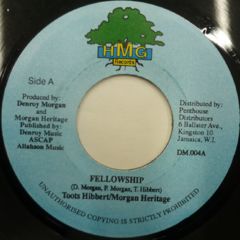 HMG
Records
Side A
Produced by:
Denroy Morgan
and
Morgan Heritage
Published by:
Denroy Music
ASCAP
Allahaon Music
Distributed by:
Penthouse
Distributors
6 Ballater Ave.,
Kingston 10
Jamaica, W.I.
DM.004A
FELLOWSHIP
(D. Morgan, P. Morgan, T. Hibbert)
Toots Hibbert/Morgan Heritage
UNAUTHORISED COPYING IS STRICTLY PROHIBITED